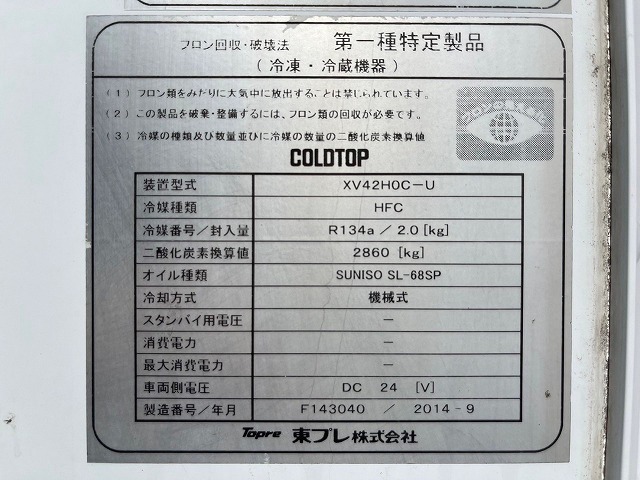 フロン回収・破壊法 第一種特定製品
(冷凍・冷蔵機器)
(1) フロン類をみだりに大気中に放出することは禁じられています。
(2) この製品を破棄・整備するには、フロン類の回収が必要です。
(3) 冷媒の種類及び数量並びに冷媒の数量の二酸化炭素換算値
フロンの見える化
COLDTOP
装置型式 XV42HOC-U
冷媒種類 HFC
冷媒番号/封入量 R134a / 2.0 [kg]
二酸化炭素換算値 2860 [kg]
オイル種類 SUNISO SL-68SP
冷却方式 機械式
スタンバイ用電圧 -
消費電力 -
最大消費電力 -
車両側電圧 DC 24 [V]
製造番号/年月 F143040 / 2014-9
Topre 東プレ株式会社